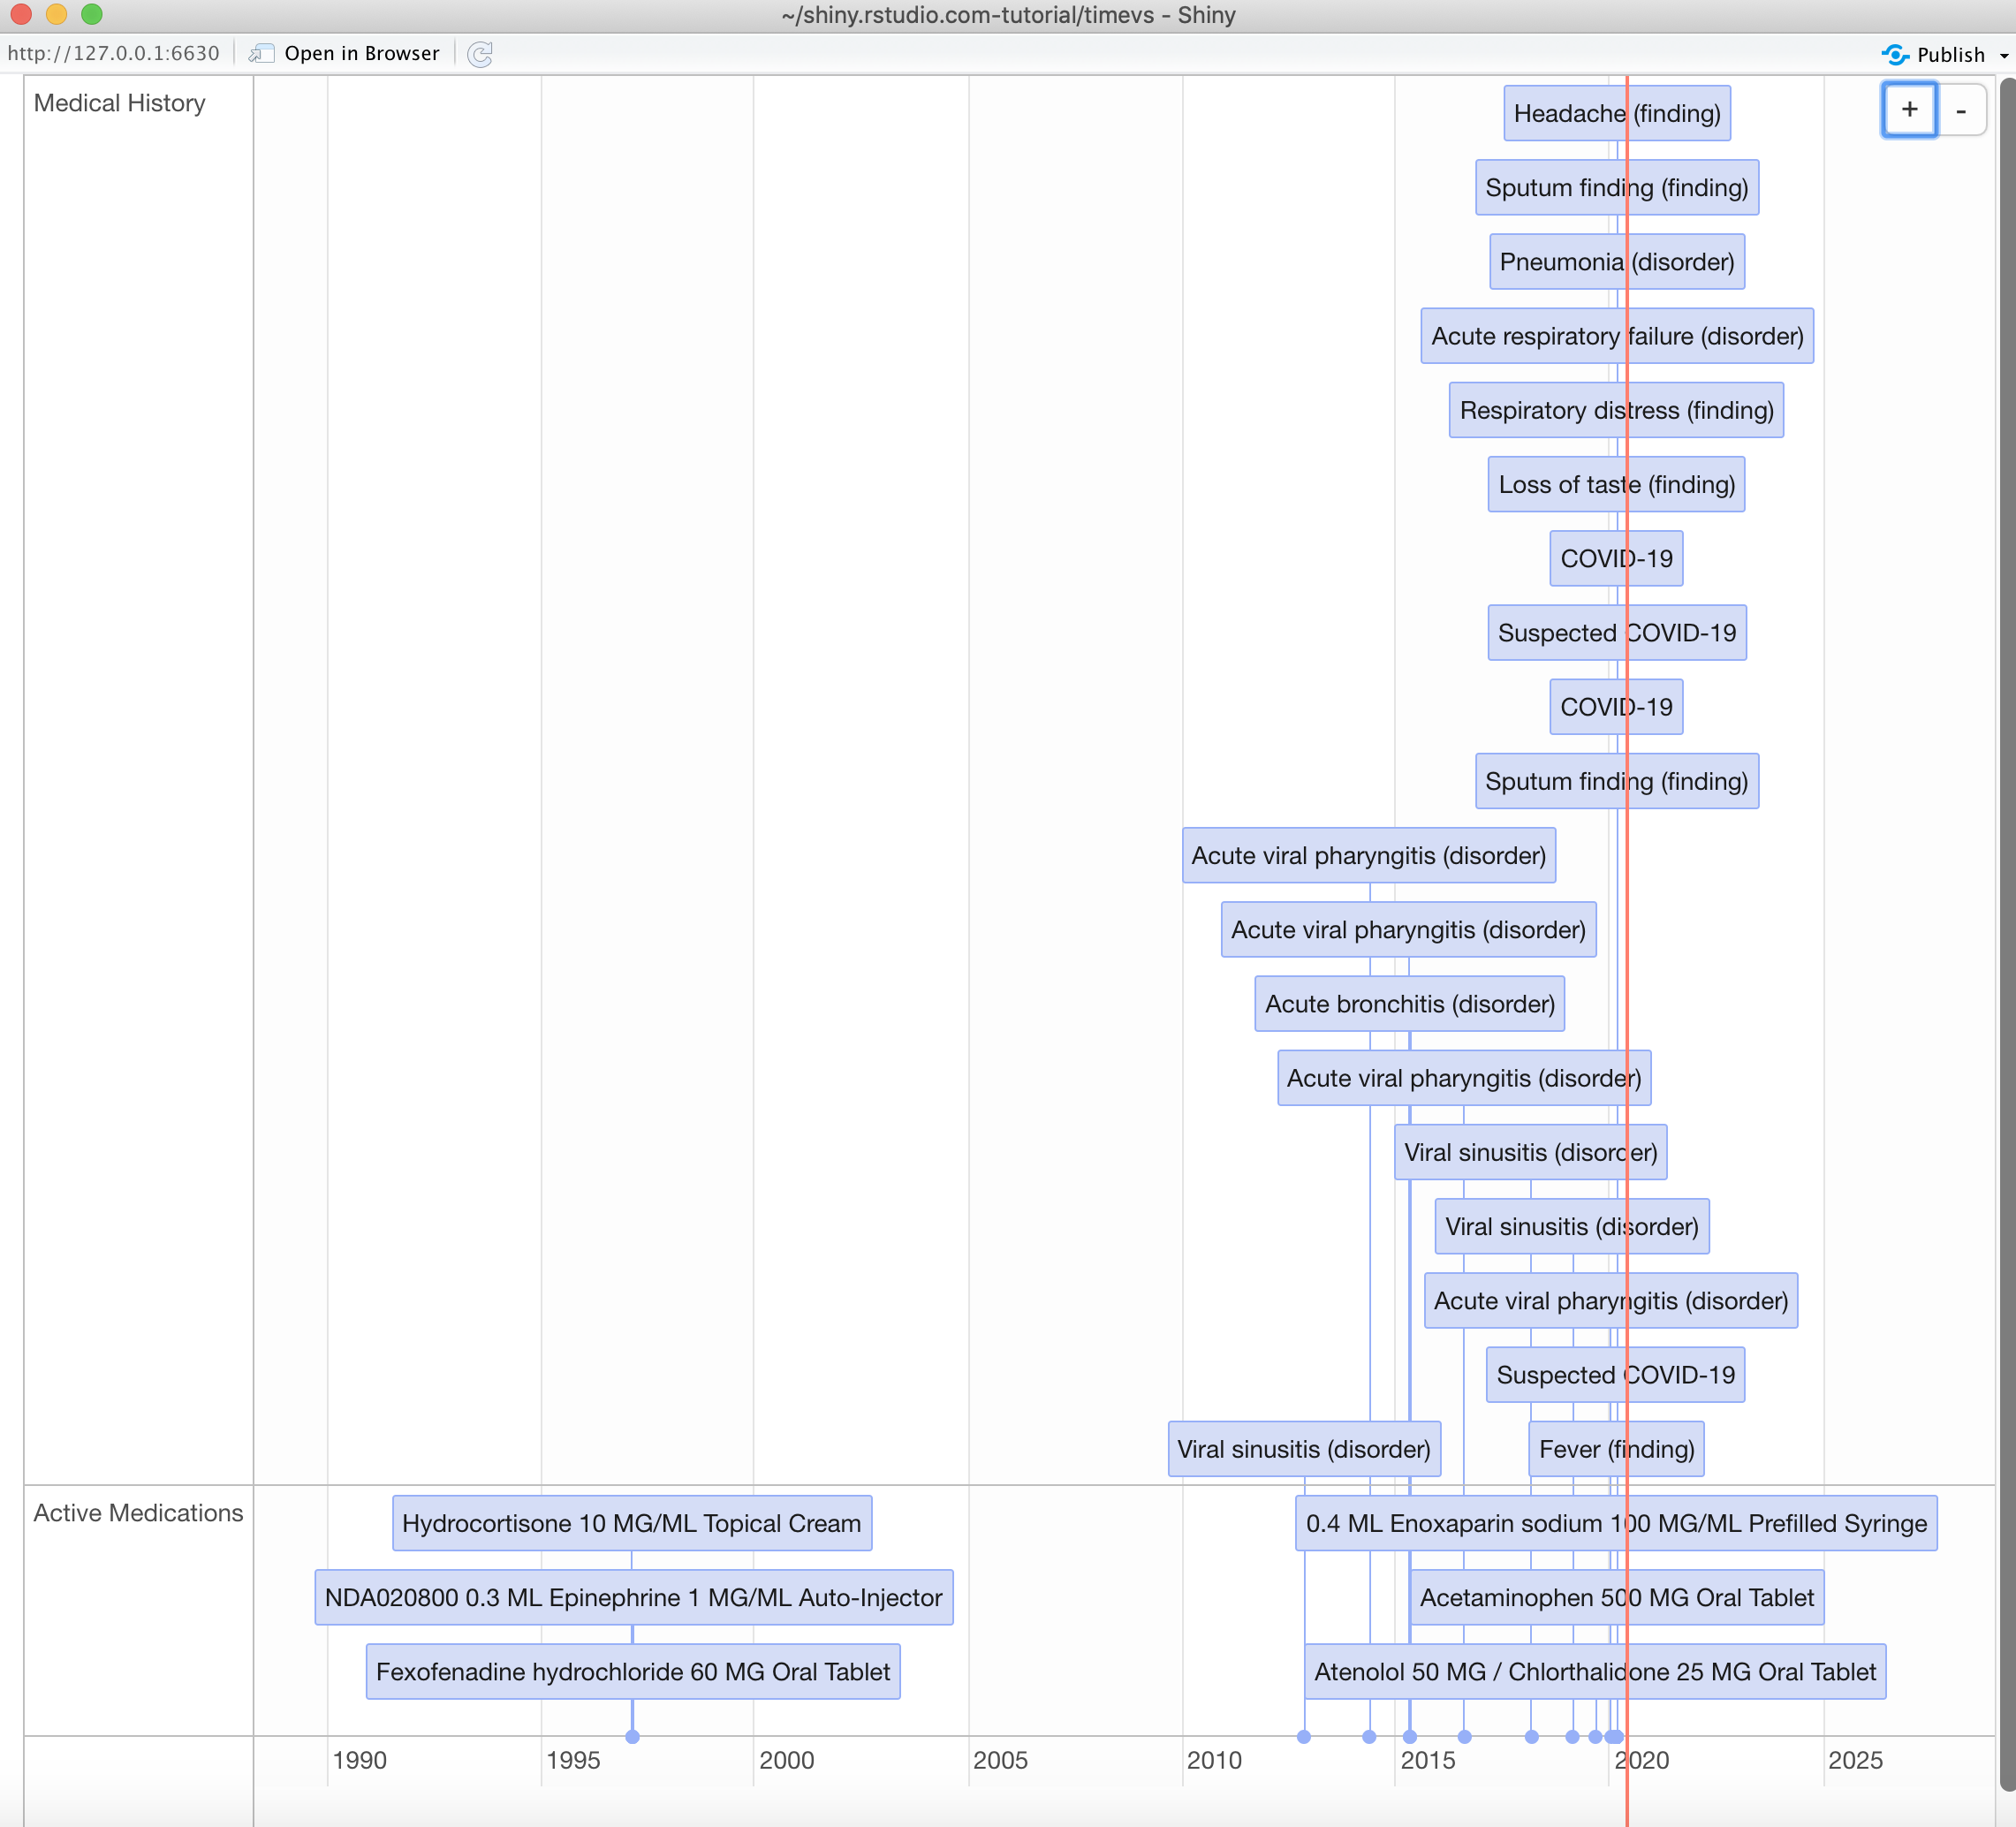 ~/shiny.rstudio.com-tutorial/timevs - Shiny
http://127.0.0.1:6630 Open in Browser Publish
Medical History
+ -
Headache (finding)
Sputum finding (finding)
Pneumonia (disorder)
Acute respiratory failure (disorder)
Respiratory distress (finding)
Loss of taste (finding)
COVID-19
Suspected COVID-19
COVID-19
Sputum finding (finding)
Acute viral pharyngitis (disorder)
Acute viral pharyngitis (disorder)
Acute bronchitis (disorder)
Acute viral pharyngitis (disorder)
Viral sinusitis (disorder)
Viral sinusitis (disorder)
Acute viral pharyngitis (disorder)
Suspected COVID-19
Viral sinusitis (disorder) Fever (finding)
Active Medications
Hydrocortisone 10 MG/ML Topical Cream 0.4 ML Enoxaparin sodium 100 MG/ML Prefilled Syringe
NDA020800 0.3 ML Epinephrine 1 MG/ML Auto-Injector Acetaminophen 500 MG Oral Tablet
Fexofenadine hydrochloride 60 MG Oral Tablet Atenolol 50 MG / Chlorthalidone 25 MG Oral Tablet
1990 1995 2000 2005 2010 2015 2020 2025